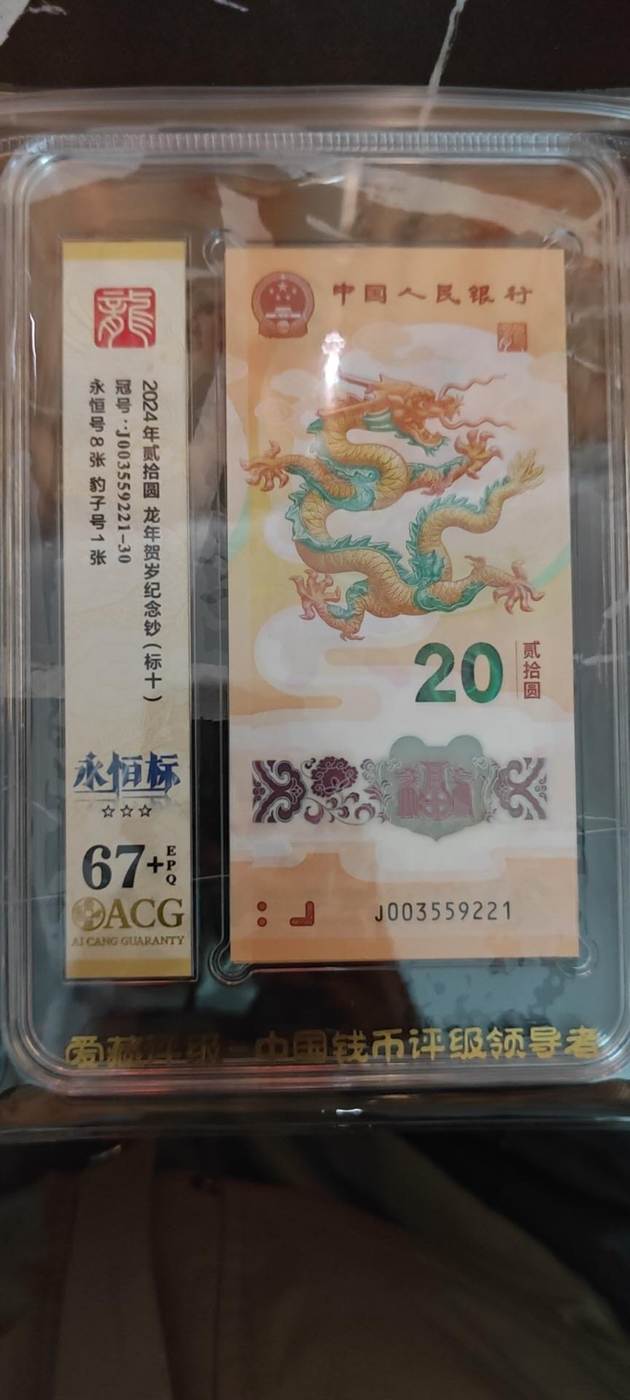 龍
2024年贰拾圆 龙年贺岁纪念钞(标十)
冠号:J003559221-30
永恒号8张 豹子号1张
永恒标
☆☆☆
67+EPQ
ACG
AI CANG GUARANTY
中国人民银行
20
贰拾圆
J003559221
爱藏评级-中国钱币评级领导者